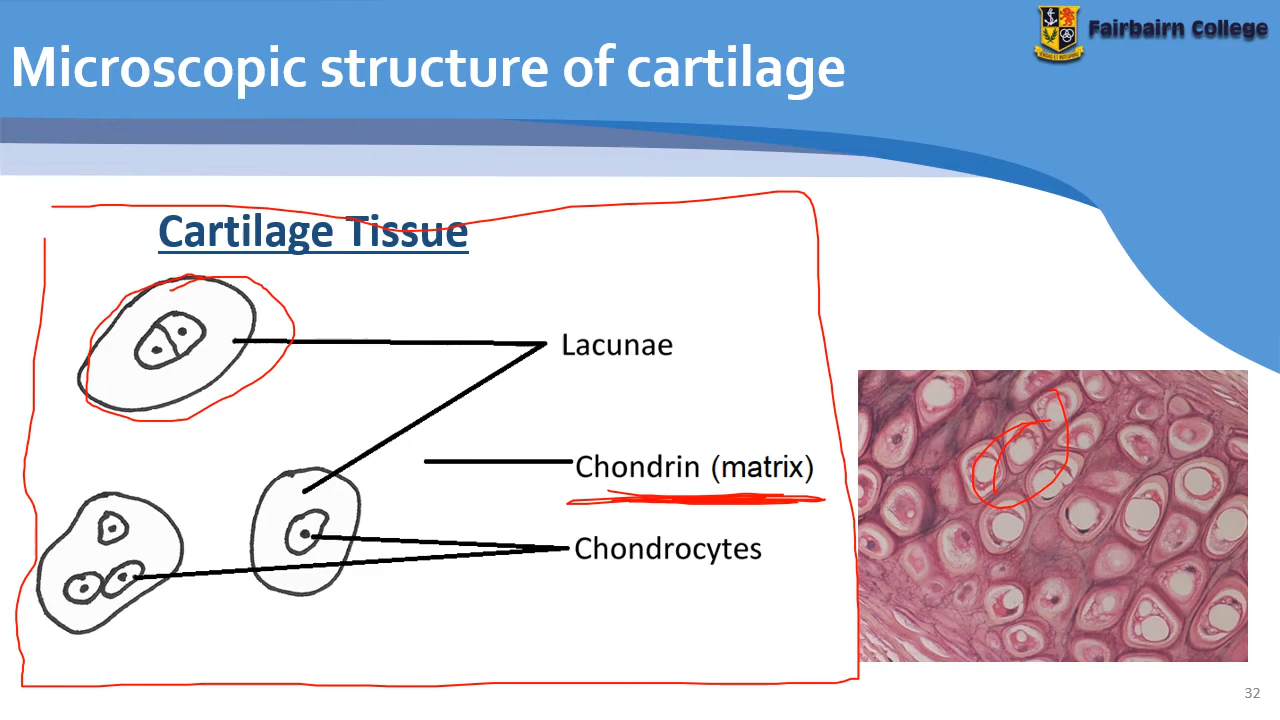 Fairbairn College
Microscopic structure of cartilage
Cartilage Tissue
Lacunae
Chondrin (matrix)
Chondrocytes
32